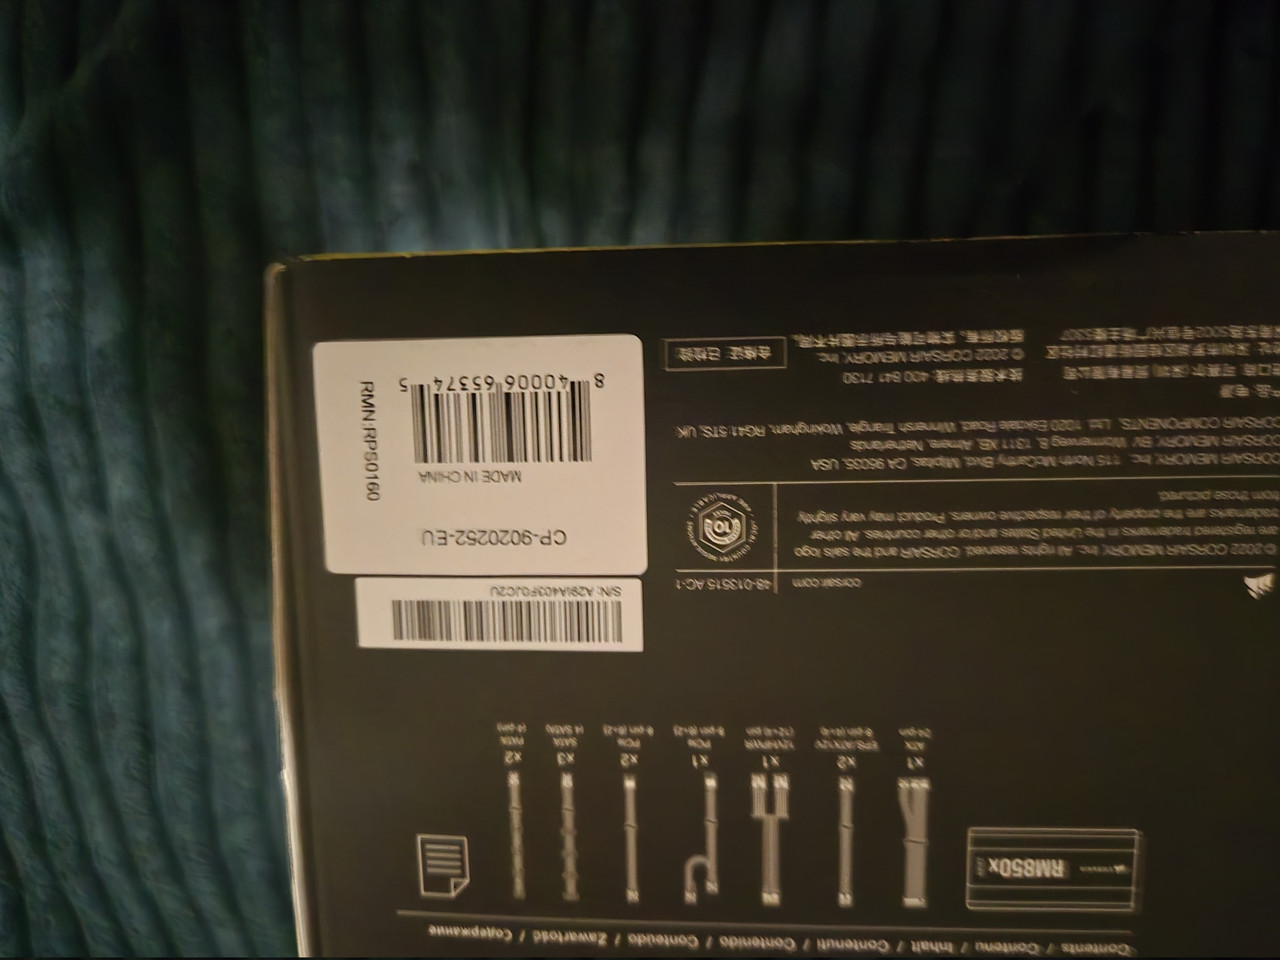 Contents / Contenu / Inhalt / Contenuti / Contenido / Conteúdo / Zawartość / Содержание
RM850x
x1
ATX
24-pin
x2
EPS/ATX12V
8-pin (4+4)
x1
12VHPWR
(12+4) pin
x1
PCIe
8-pin (6+2)
x2
PCIe
8-pin (6+2)
x3
SATA
(4 SATA)
x2
PATA
(4-pin)
S/N: A29IA403F0JC2U
CP-9020252-EU
MADE IN CHINA
8 40006 65374 5
RMN:RPS0160
corsair.com
48-013515 AC-1
© 2022 CORSAIR MEMORY, Inc. All rights reserved. CORSAIR and the sails logo
are registered trademarks in the United States and/or other countries. All other
trademarks are the property of their respective owners. Product may vary slightly
from those pictured.
10
CORSAIR MEMORY, Inc. 115 North McCarthy Blvd. Milpitas, CA 95035, USA
CORSAIR MEMORY, BV Wormerweg 8, 1311 XB, Almere, Netherlands
CORSAIR COMPONENTS, Ltd. 1020 Eskdale Road, Winnersh Triangle, Wokingham, RG41 5TS, UK
400 841 7130
© 2022 CORSAIR MEMORY, Inc.
合格证 已检验